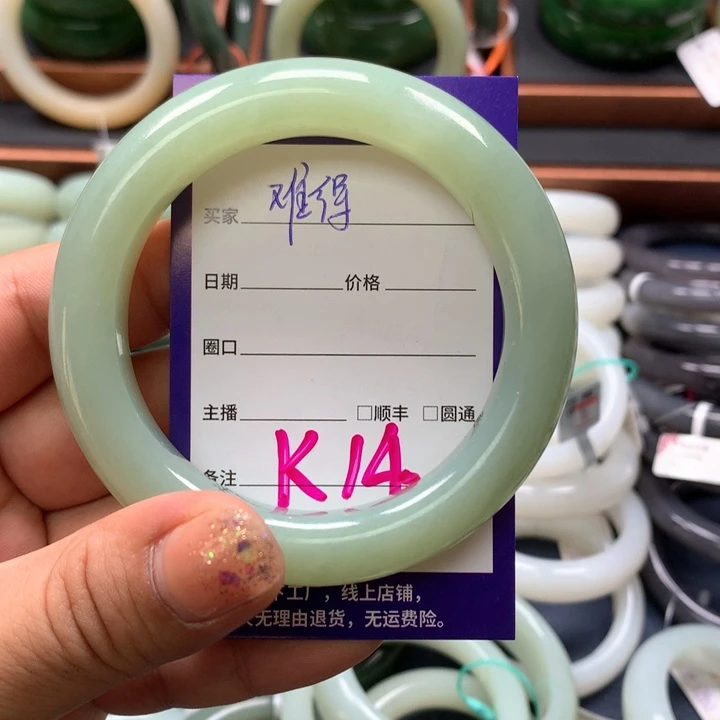 买家 难得
日期 价格
圈口
主播 □顺丰 □圆通
备注 K14
工厂，线上店铺，
无理由退货，无运费险。